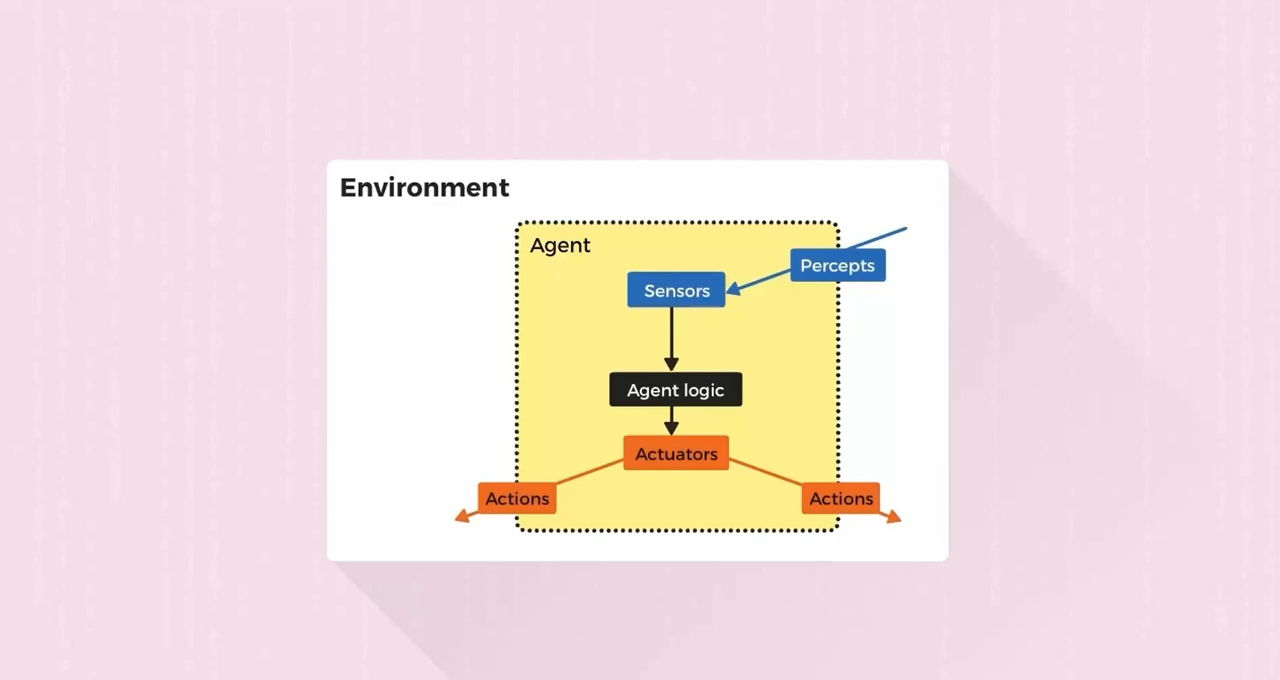 Environment
Agent
Percepts
Sensors
Agent logic
Actuators
Actions
Actions